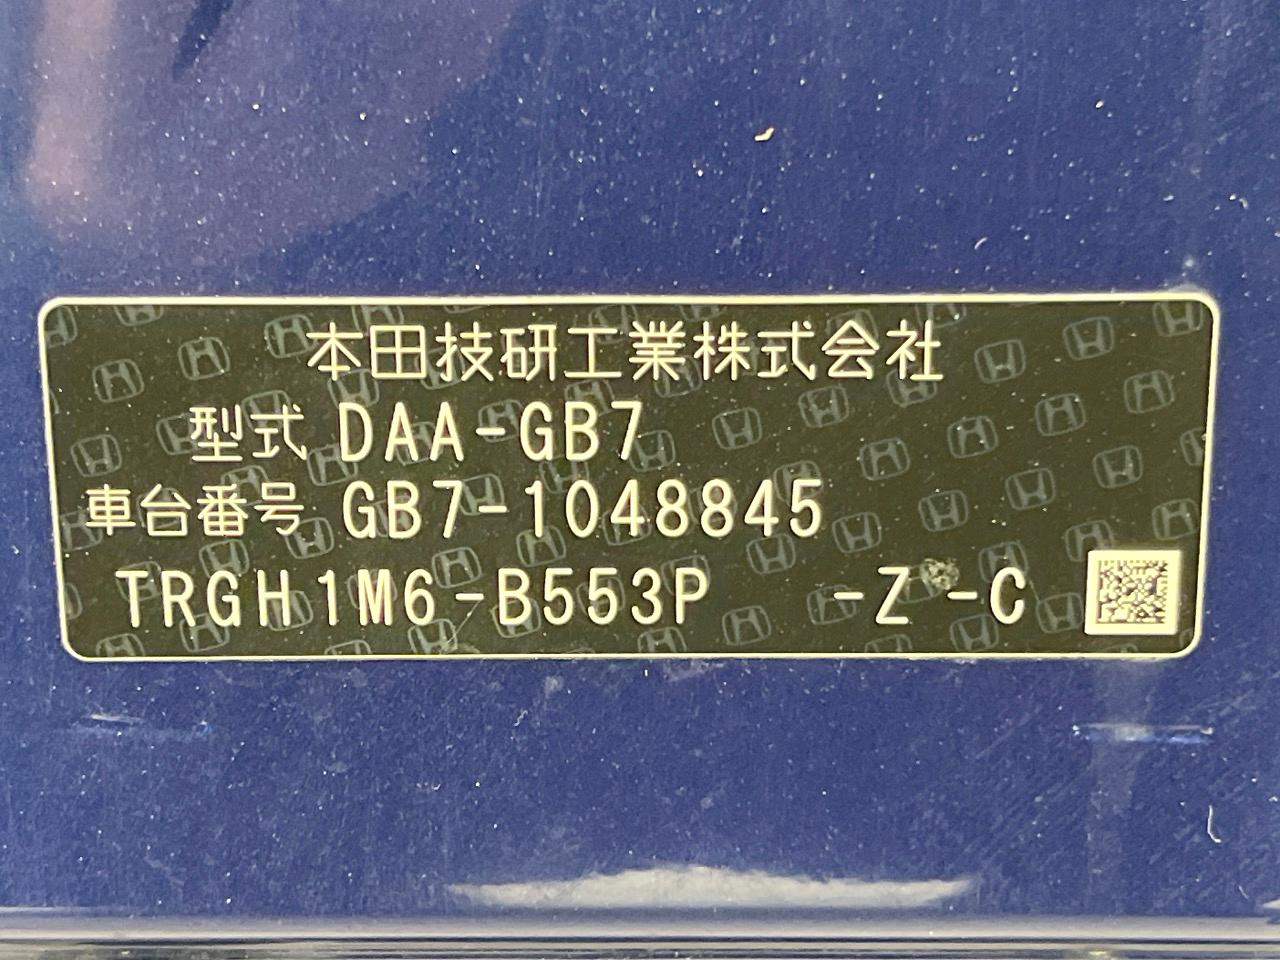 本田技研工業株式会社
型式 DAA-GB7
車台番号 GB7-1048845
TRGH1M6-B553P -Z -C